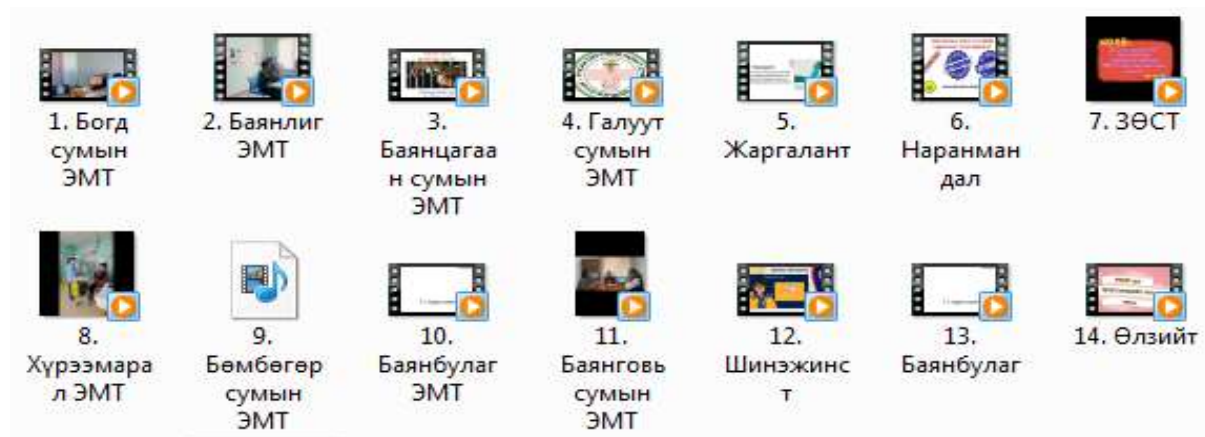 1. Богд
сумын
ЭМТ
2. Баянлиг
ЭМТ
3.
Баянцагаа
н сумын
ЭМТ
4. Галуут
сумын
ЭМТ
5.
Жаргалант
6.
Наранман
дал
7. ЗӨСТ
8.
Хүрээмара
л ЭМТ
9.
Бөмбөгөр
сумын
ЭМТ
10.
Баянбулаг
ЭМТ
11.
Баянговь
сумын
ЭМТ
12.
Шинэжинс
т
13.
Баянбулаг
14. Өлзийт